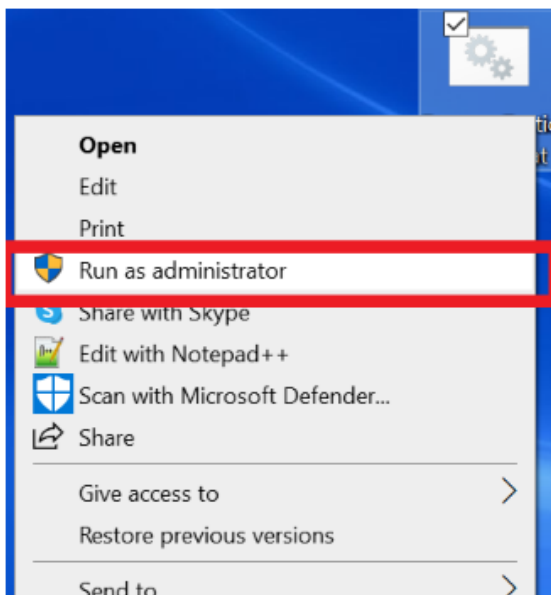 Open
Edit
Print
Run as administrator
Share with Skype
Edit with Notepad++
Scan with Microsoft Defender...
Share
Give access to
Restore previous versions
Send to